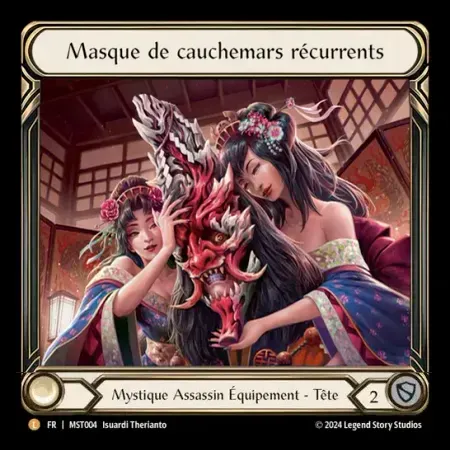 Masque de cauchemars récurrents
Mystique Assassin Équipement - Tête
2
L FR | MST004 Isuardi Therianto
© 2024 Legend Story Studios